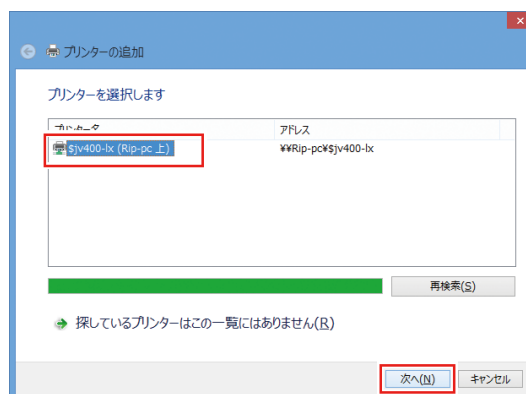 プリンターの追加
プリンターを選択します
プリンター名 アドレス
$jv400-lx (Rip-pc 上) ¥¥Rip-pc¥$jv400-lx
再検索(S)
探しているプリンターはこの一覧にはありません(R)
次へ(N) キャンセル